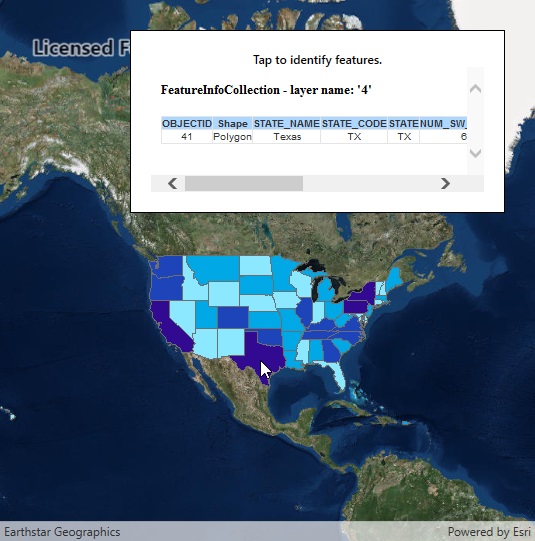 Licensed F
Tap to identify features.
FeatureInfoCollection - layer name: '4'
OBJECTID Shape STATE_NAME STATE_CODE STATE NUM_SW_
41 Polygon Texas TX TX 6
Earthstar Geographics Powered by Esri